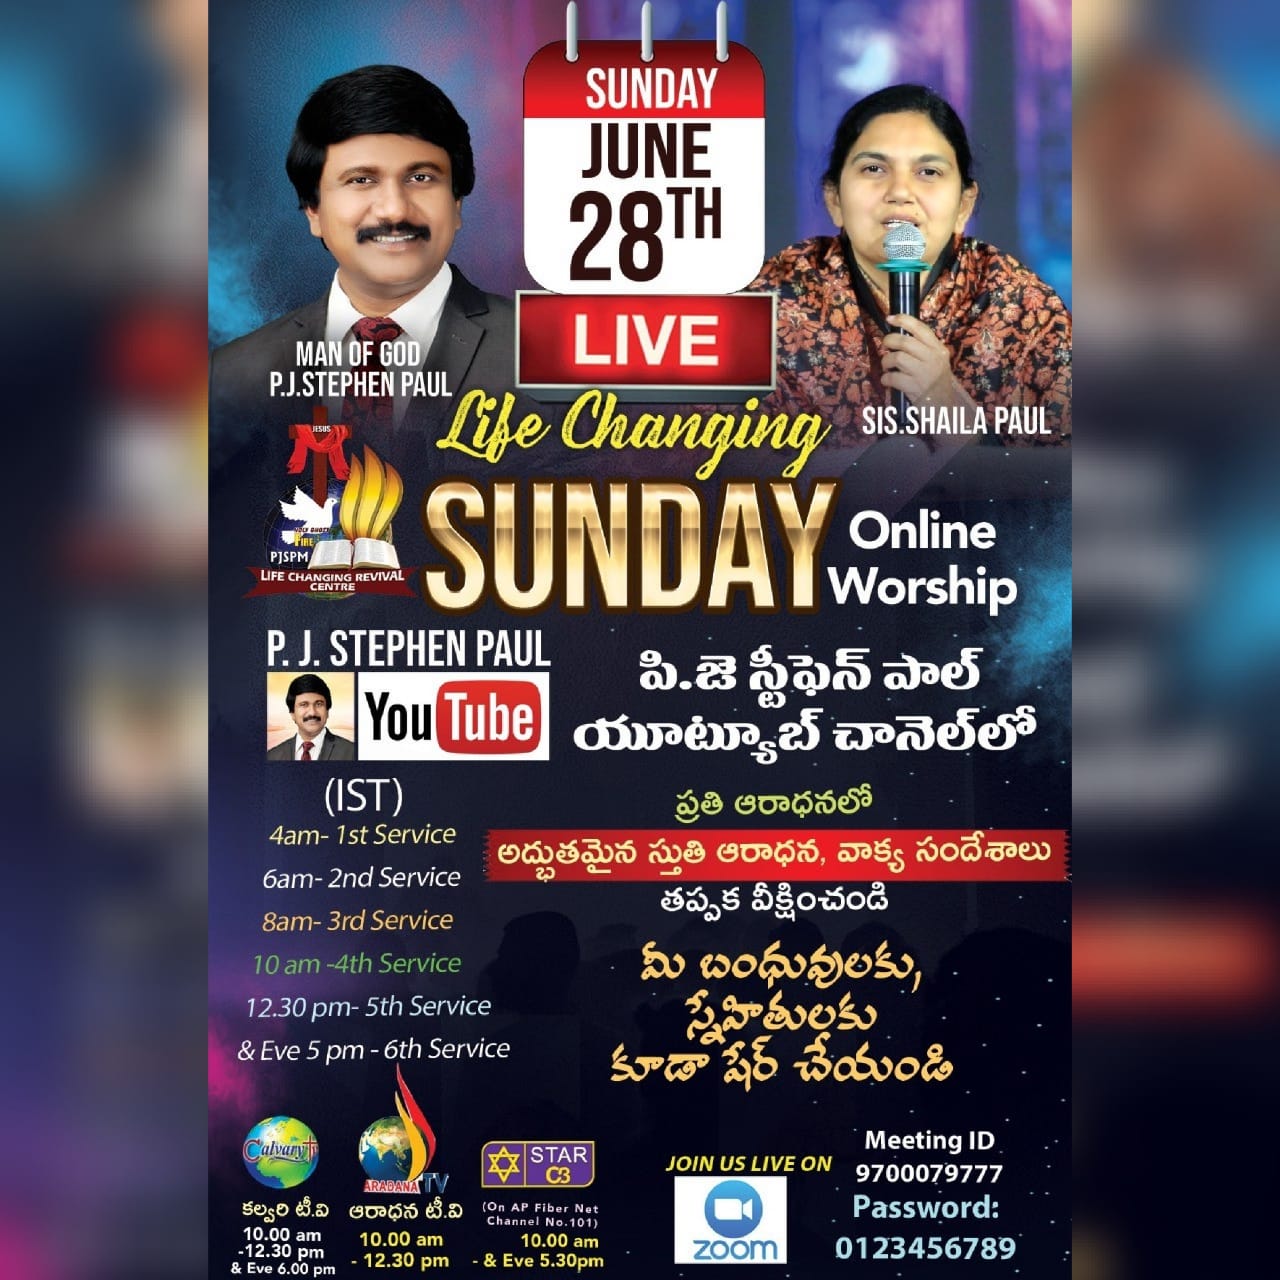 SUNDAY
JUNE
28TH
LIVE
MAN OF GOD
P.J.STEPHEN PAUL
SIS.SHAILA PAUL
Life Changing
SUNDAY
Online
Worship
JESUS
HOLY GHOST
FIRE
PJSPM
LIFE CHANGING REVIVAL
CENTRE
P. J. STEPHEN PAUL
YouTube
పి.జె స్టీఫెన్ పాల్
యూట్యూబ్ చానెల్‌లో
(IST)
4am- 1st Service
6am- 2nd Service
8am- 3rd Service
10 am -4th Service
12.30 pm- 5th Service
& Eve 5 pm - 6th Service
ప్రతి ఆరాధనలో
అద్భుతమైన స్తుతి ఆరాధన, వాక్య సందేశాలు
తప్పక వీక్షించండి
మీ బంధువులకు,
స్నేహితులకు
కూడా షేర్ చేయండి
Calvary tv
కల్వరి టీ.వి
10.00 am
-12.30 pm
& Eve 6.00 pm
ARADANA TV
ఆరాధన టీ.వి
10.00 am
- 12.30 pm
STAR
C3
(On AP Fiber Net
Channel No.101)
10.00 am
- & Eve 5.30pm
JOIN US LIVE ON
zoom
Meeting ID
9700079777
Password:
0123456789